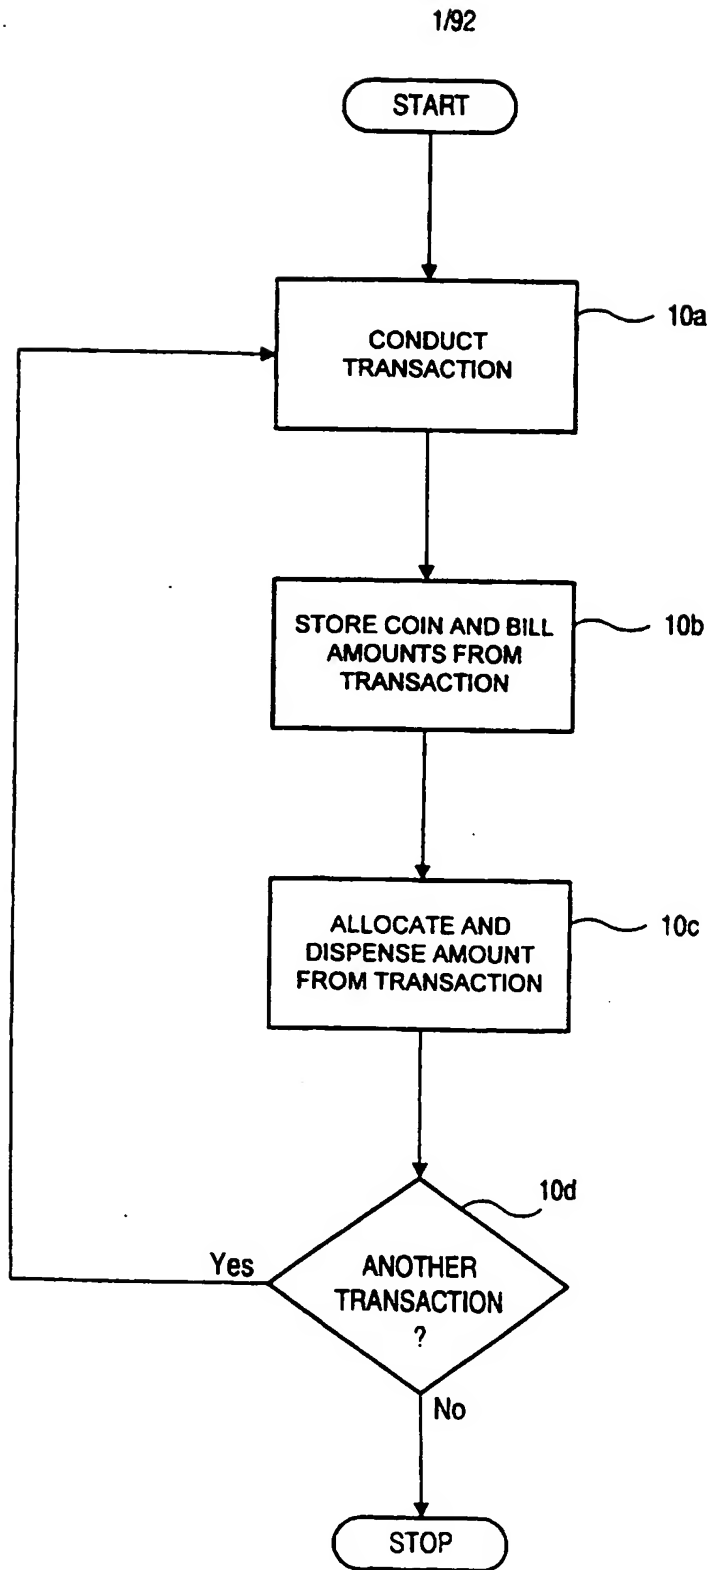 1/92
START
CONDUCT
TRANSACTION
10a
STORE COIN AND BILL
AMOUNTS FROM
TRANSACTION
10b
ALLOCATE AND
DISPENSE AMOUNT
FROM TRANSACTION
10c
10d
ANOTHER
TRANSACTION
?
Yes
No
STOP